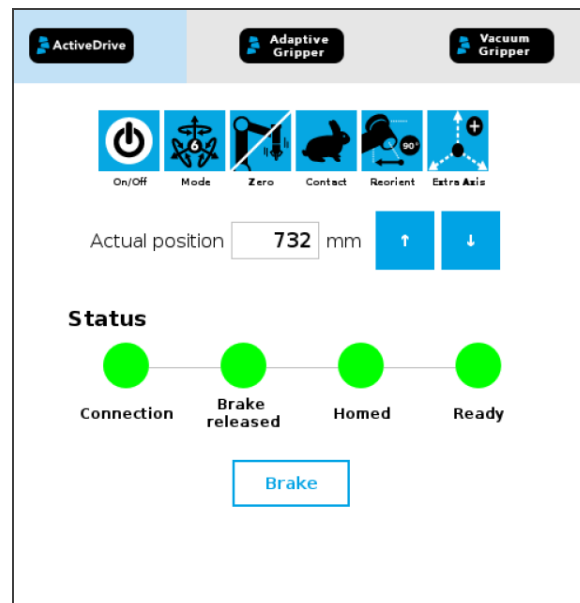 ActiveDrive
Adaptive
Gripper
Vacuum
Gripper
6
90°
On/Off
Mode
Zero
Contact
Reorient
Extra Axis
Actual position 732 mm ↑ ↓
Status
Connection
Brake
released
Homed
Ready
Brake